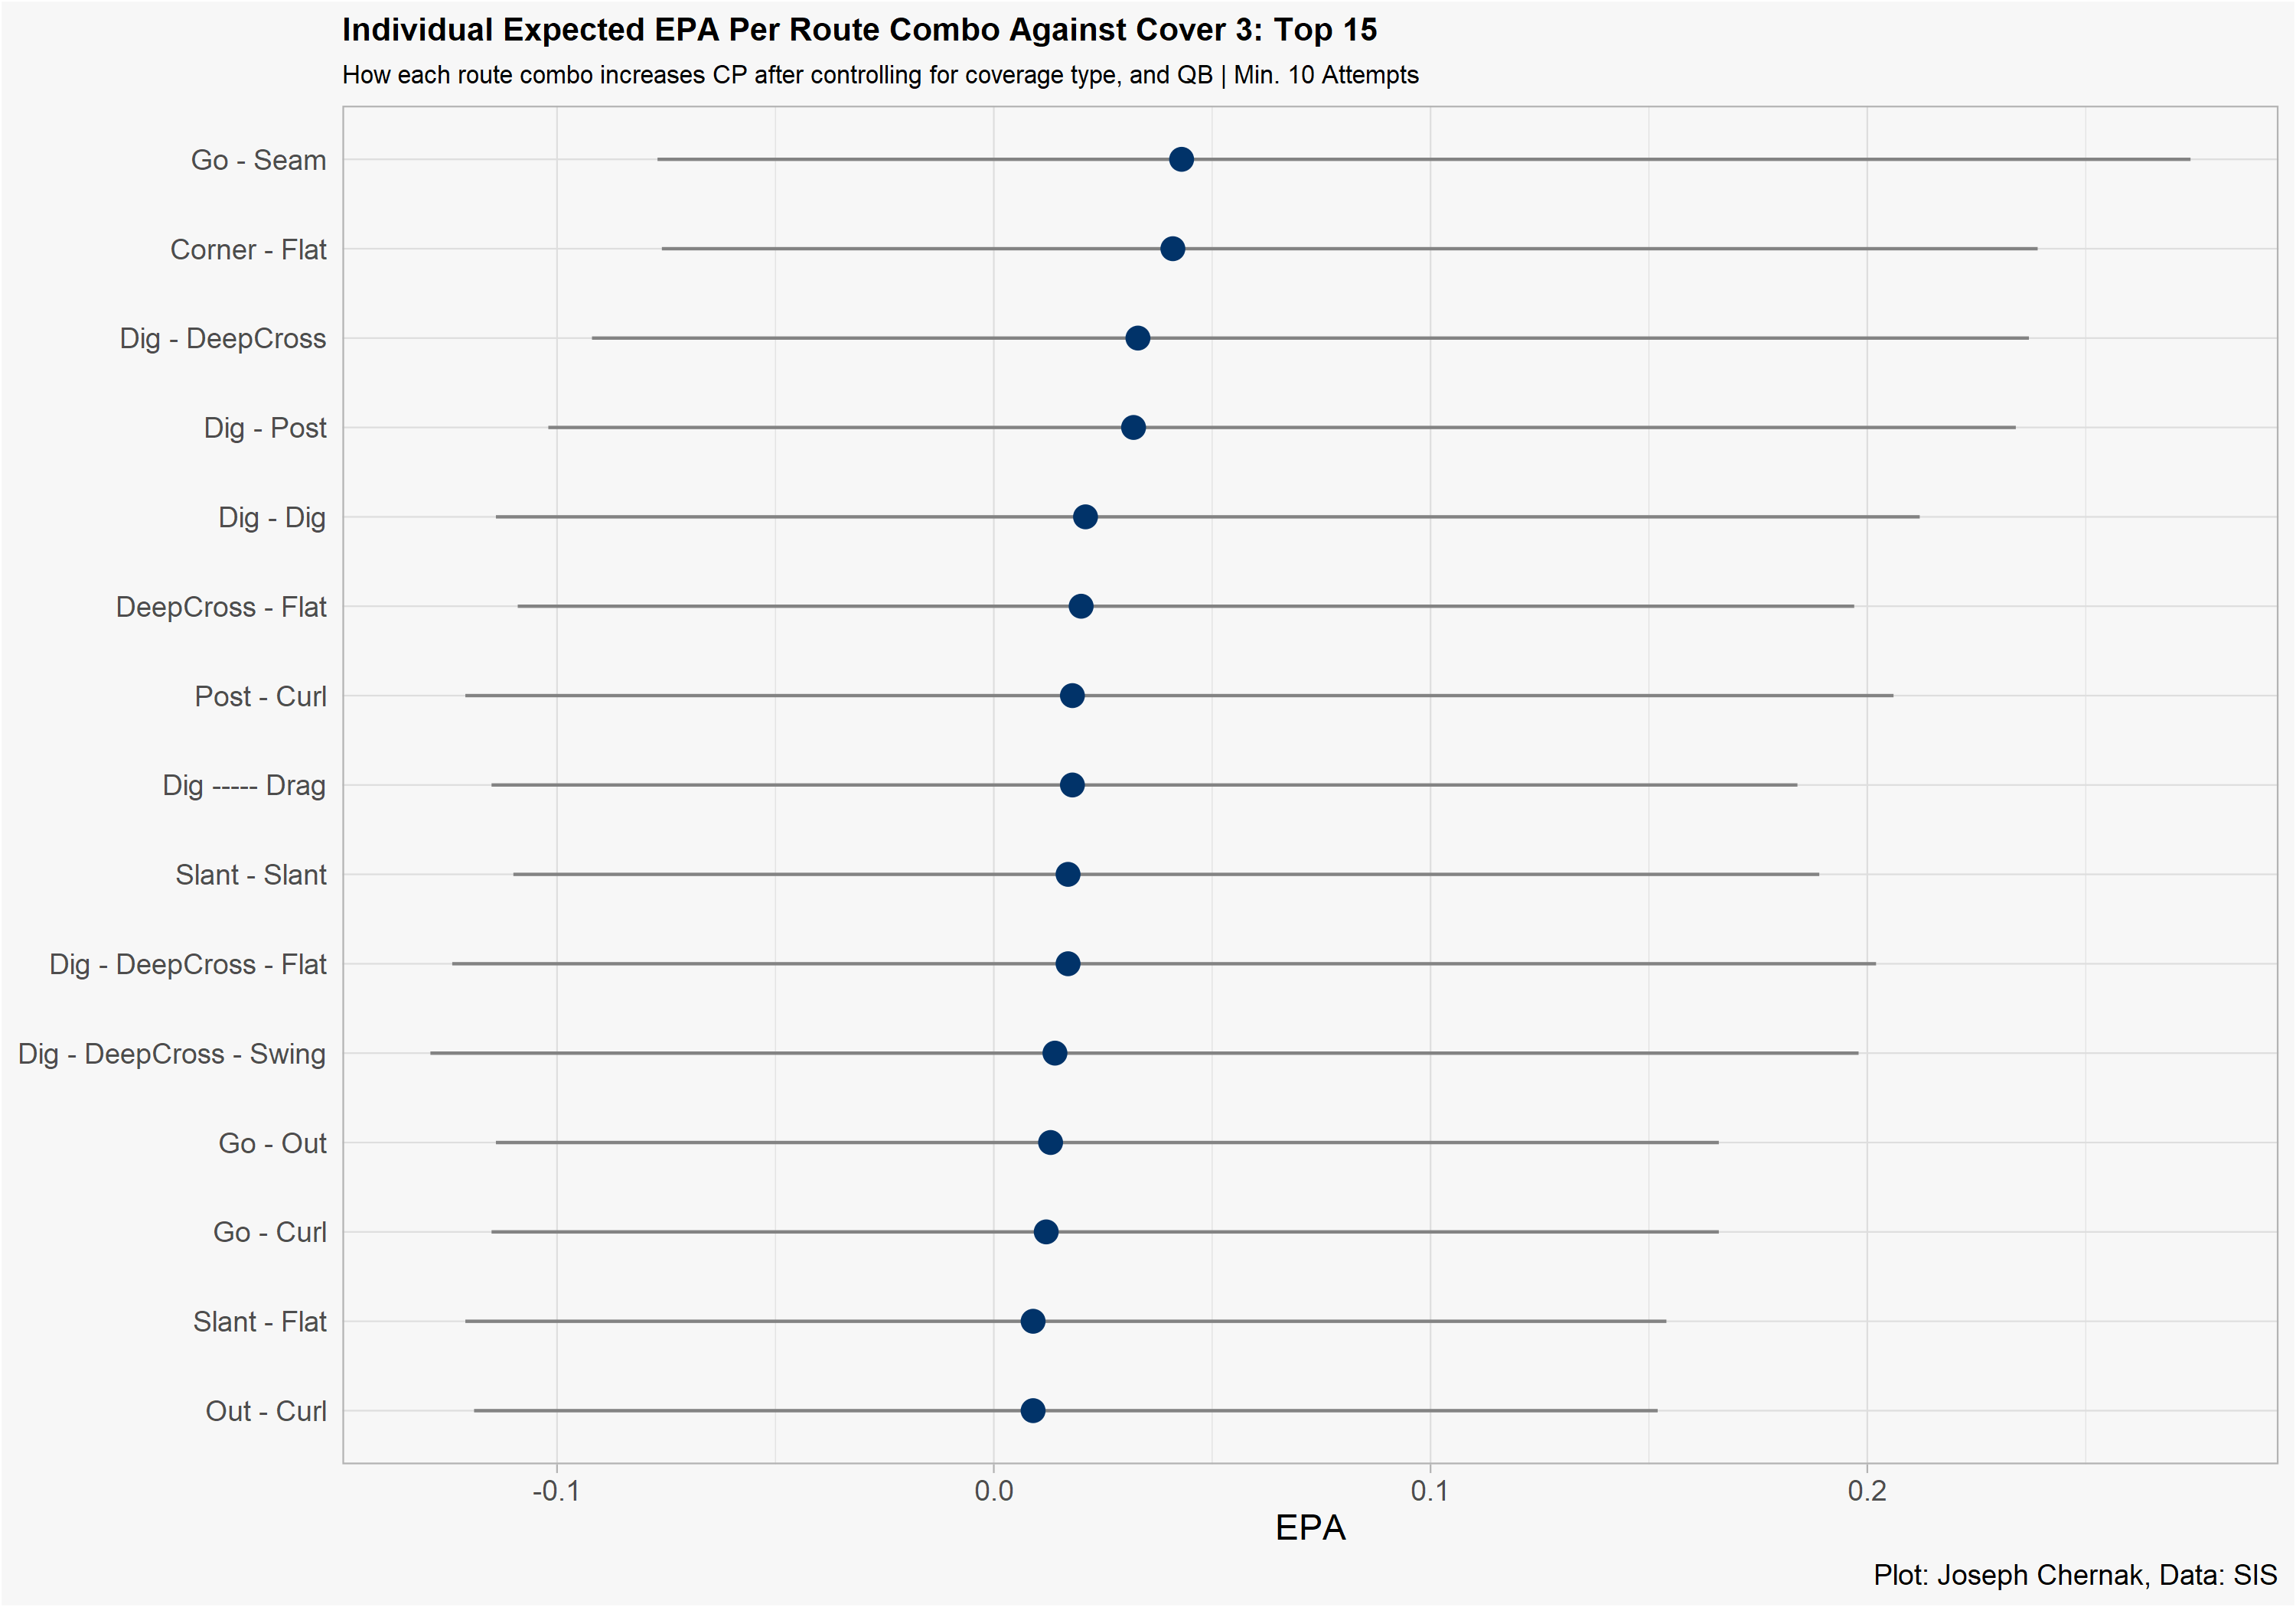 Individual Expected EPA Per Route Combo Against Cover 3: Top 15
How each route combo increases CP after controlling for coverage type, and QB | Min. 10 Attempts
Go - Seam
Corner - Flat
Dig - DeepCross
Dig - Post
Dig - Dig
DeepCross - Flat
Post - Curl
Dig ----- Drag
Slant - Slant
Dig - DeepCross - Flat
Dig - DeepCross - Swing
Go - Out
Go - Curl
Slant - Flat
Out - Curl
-0.1 0.0 0.1 0.2
EPA
Plot: Joseph Chernak, Data: SIS